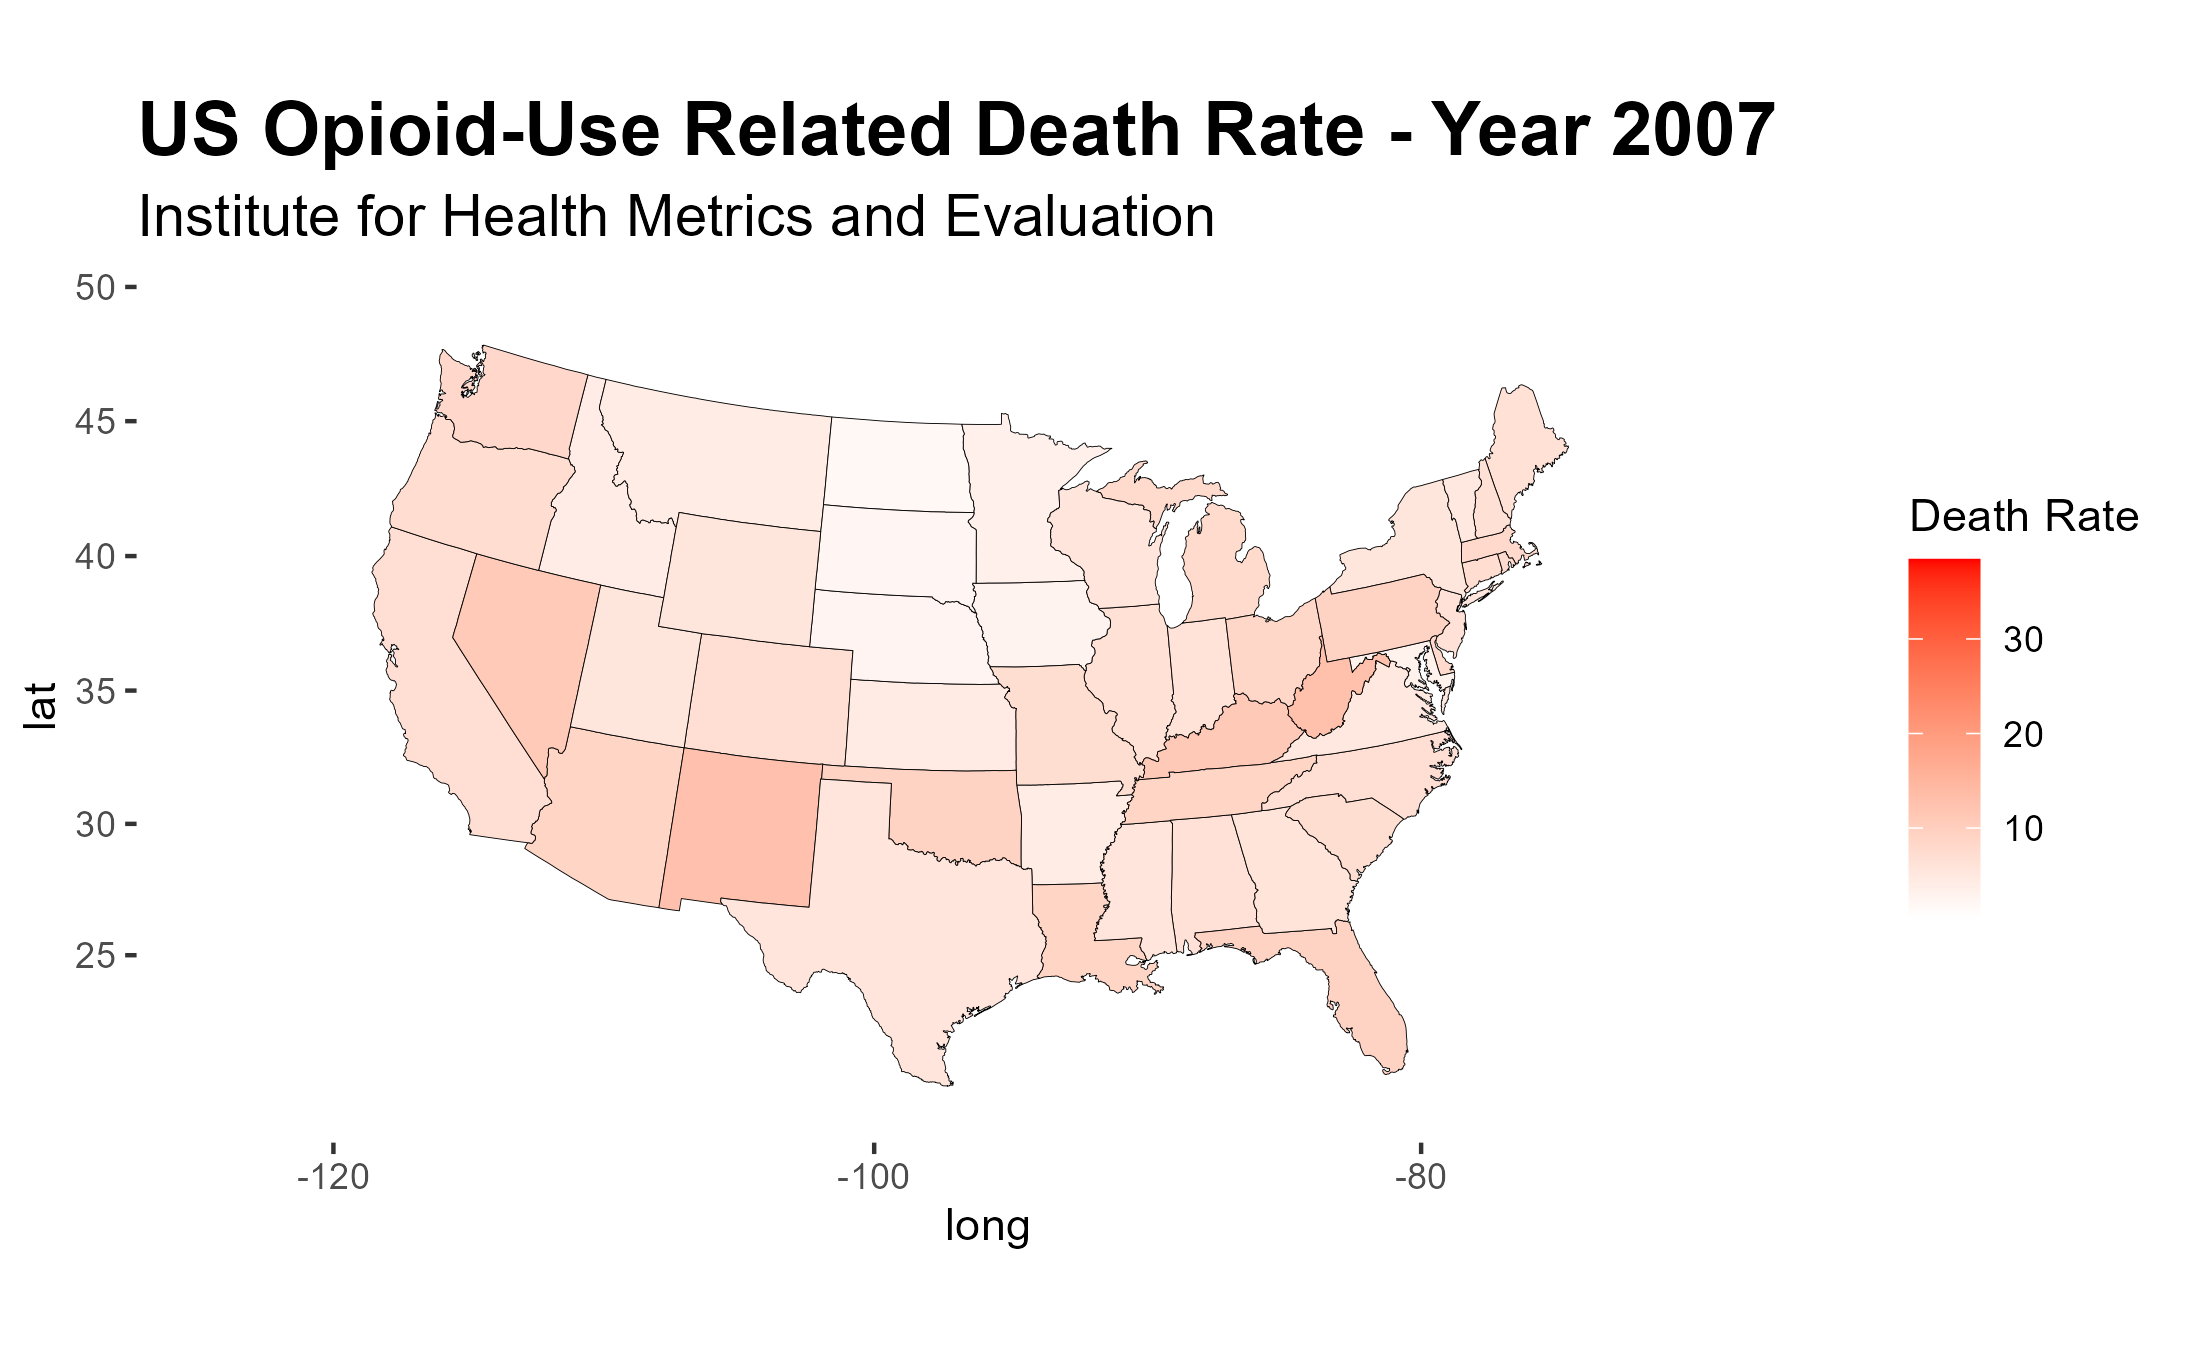 US Opioid-Use Related Death Rate - Year 2007
Institute for Health Metrics and Evaluation
50
45
40
35
30
25
lat
-120
-100
-80
long
Death Rate
30
20
10